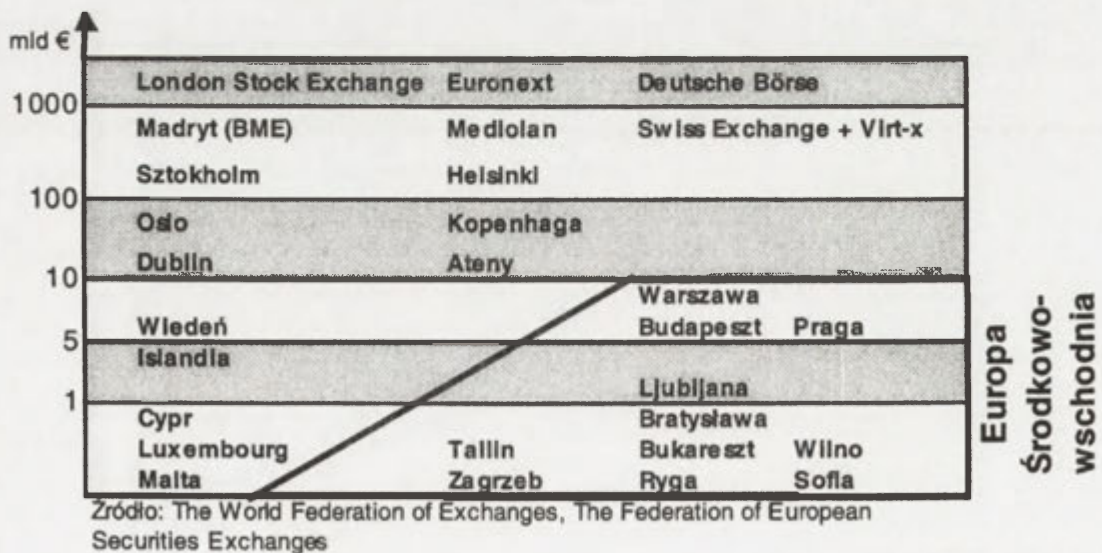 mld €
London Stock Exchange Euronext Deutsche Börse
1000
Madryt (BME) Mediolan Swiss Exchange + Virt-x
Sztokholm Helsinki
100
Oslo Kopenhaga
Dublin Ateny
10
Warszawa
Wiedeń Budapeszt Praga
5
Islandia
Ljubljana
1
Cypr Bratysława
Luxembourg Tallin Bukareszt Wilno
Malta Zagrzeb Ryga Sofia
Europa
Środkowo-
wschodnia
Źródło: The World Federation of Exchanges, The Federation of European
Securities Exchanges